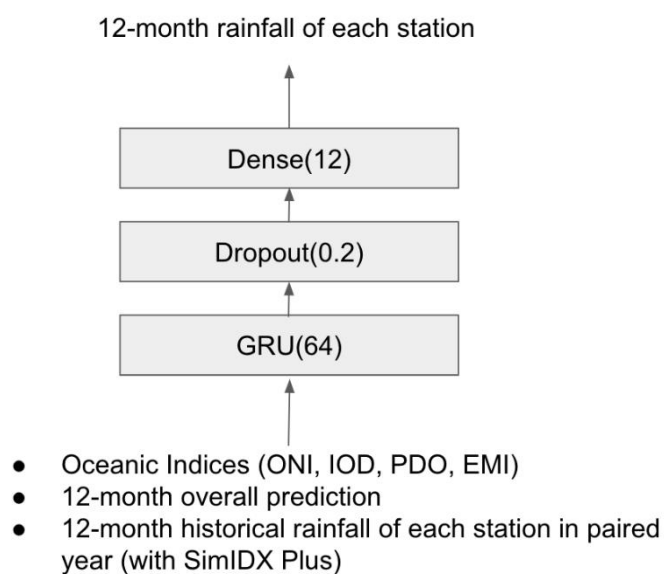 12-month rainfall of each station
Dense(12)
Dropout(0.2)
GRU(64)
● Oceanic Indices (ONI, IOD, PDO, EMI)
● 12-month overall prediction
● 12-month historical rainfall of each station in paired
year (with SimIDX Plus)